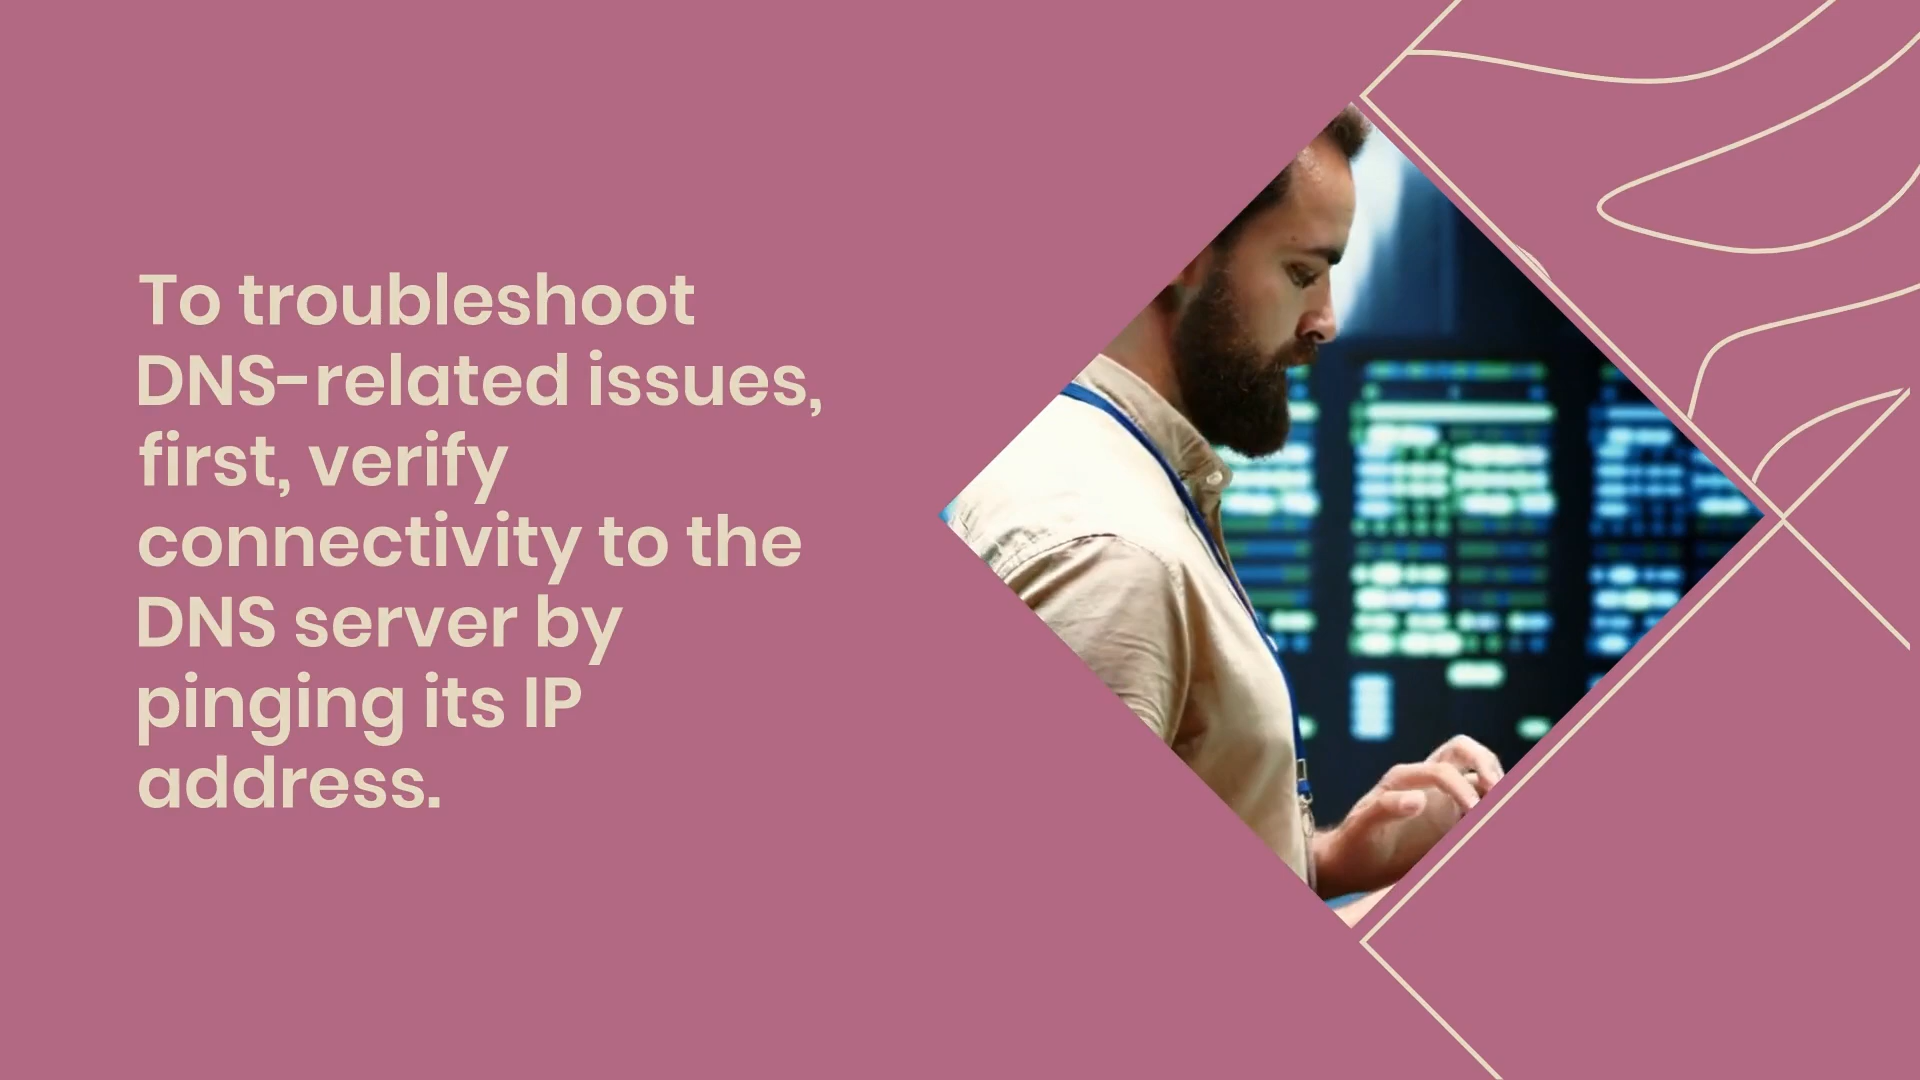 To troubleshoot
DNS-related issues,
first, verify
connectivity to the
DNS server by
pinging its IP
address.